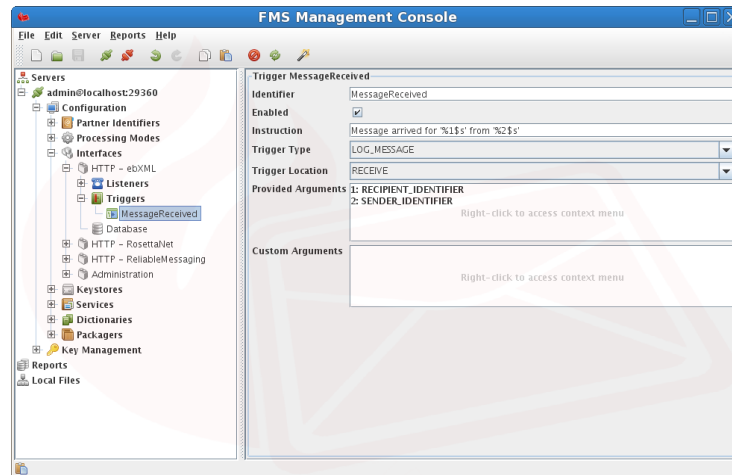 FMS Management Console
File Edit Server Reports Help
Servers
admin@localhost:29360
Configuration
Partner Identifiers
Processing Modes
Interfaces
HTTP - ebXML
Listeners
Triggers
MessageReceived
Database
HTTP - RosettaNet
HTTP - ReliableMessaging
Administration
Keystores
Services
Dictionaries
Packagers
Key Management
Reports
Local Files
Trigger MessageReceived
Identifier MessageReceived
Enabled
Instruction Message arrived for '%1$s' from '%2$s'
Trigger Type LOG_MESSAGE
Trigger Location RECEIVE
Provided Arguments 1: RECIPIENT_IDENTIFIER
2: SENDER_IDENTIFIER
Right-click to access context menu
Custom Arguments
Right-click to access context menu